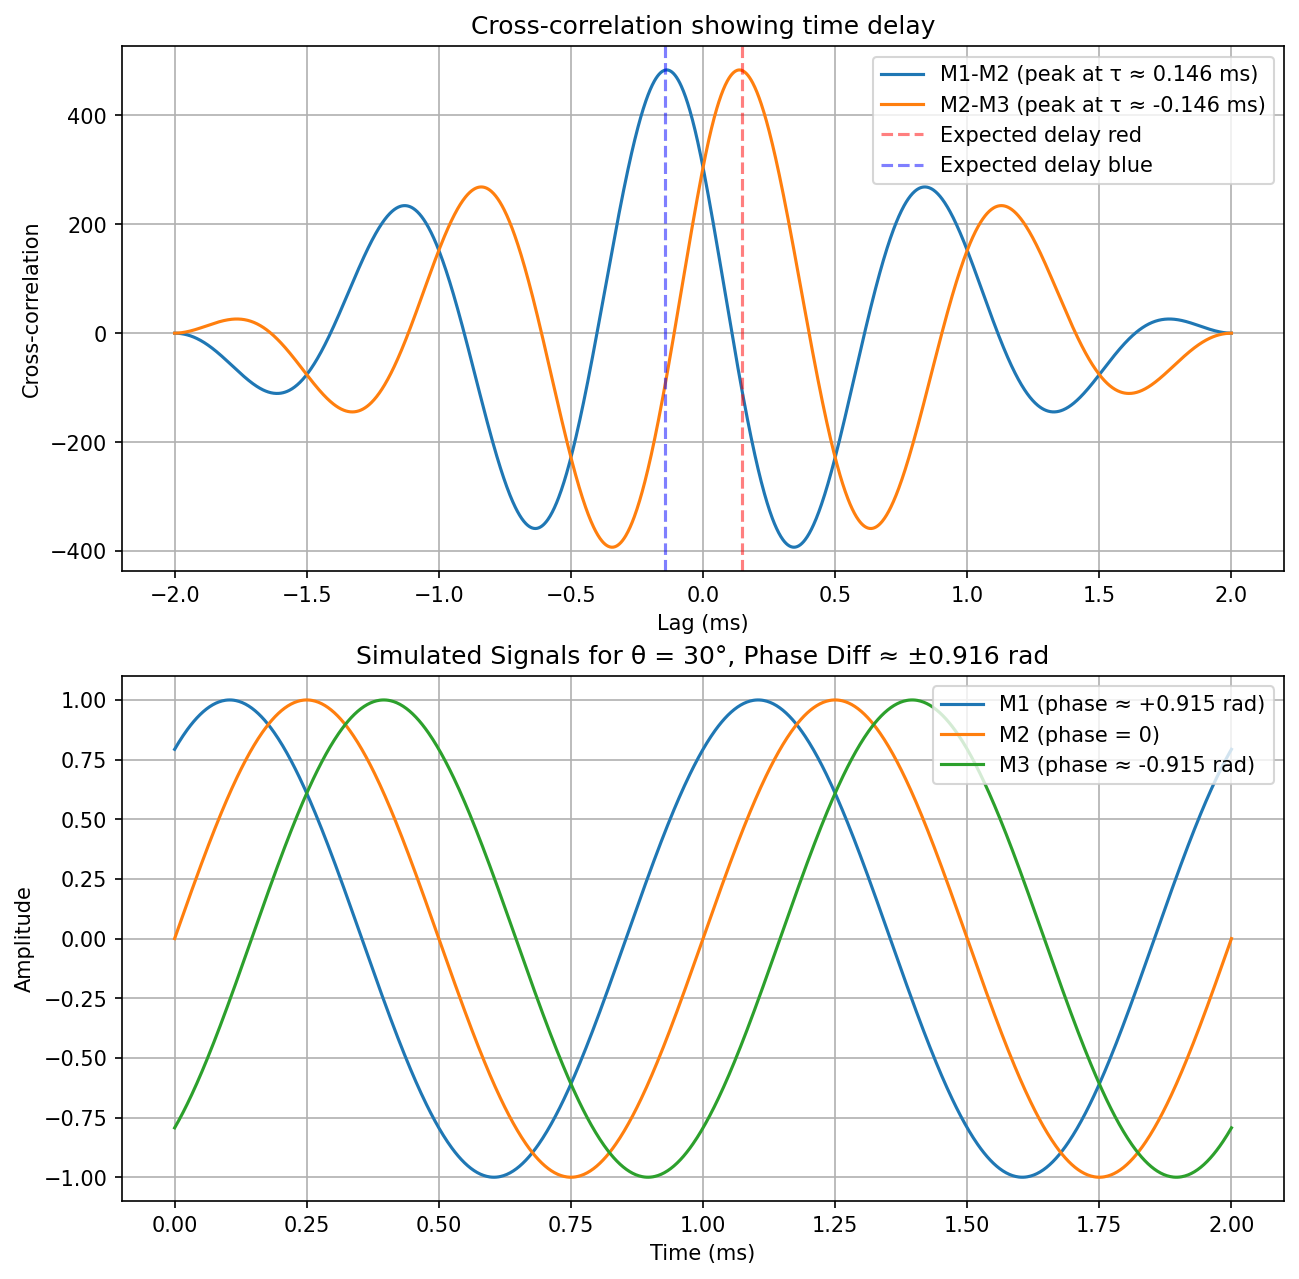 Cross-correlation showing time delay
M1-M2 (peak at τ ≈ 0.146 ms)
M2-M3 (peak at τ ≈ -0.146 ms)
Expected delay red
Expected delay blue
400
200
0
−200
−400
Cross-correlation
−2.0 −1.5 −1.0 −0.5 0.0 0.5 1.0 1.5 2.0
Lag (ms)
Simulated Signals for θ = 30°, Phase Diff ≈ ±0.916 rad
M1 (phase ≈ +0.915 rad)
M2 (phase = 0)
M3 (phase ≈ -0.915 rad)
1.00
0.75
0.50
0.25
0.00
−0.25
−0.50
−0.75
−1.00
Amplitude
0.00 0.25 0.50 0.75 1.00 1.25 1.50 1.75 2.00
Time (ms)